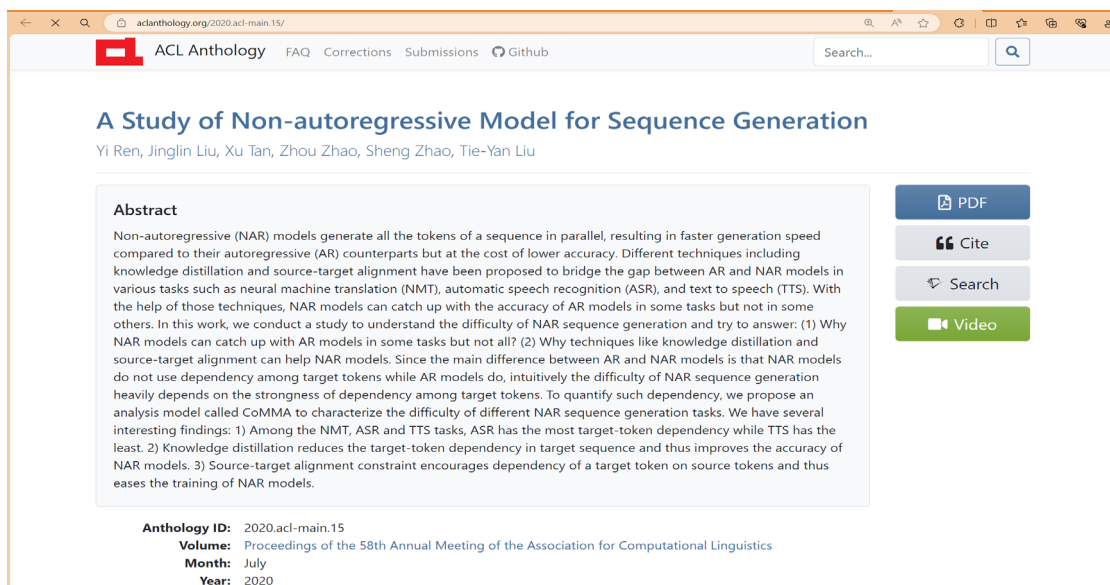 aclanthology.org/2020.acl-main.15/
ACL Anthology FAQ Corrections Submissions Github Search...
A Study of Non-autoregressive Model for Sequence Generation
Yi Ren, Jinglin Liu, Xu Tan, Zhou Zhao, Sheng Zhao, Tie-Yan Liu
Abstract
Non-autoregressive (NAR) models generate all the tokens of a sequence in parallel, resulting in faster generation speed
compared to their autoregressive (AR) counterparts but at the cost of lower accuracy. Different techniques including
knowledge distillation and source-target alignment have been proposed to bridge the gap between AR and NAR models in
various tasks such as neural machine translation (NMT), automatic speech recognition (ASR), and text to speech (TTS). With
the help of those techniques, NAR models can catch up with the accuracy of AR models in some tasks but not in some
others. In this work, we conduct a study to understand the difficulty of NAR sequence generation and try to answer: (1) Why
NAR models can catch up with AR models in some tasks but not all? (2) Why techniques like knowledge distillation and
source-target alignment can help NAR models. Since the main difference between AR and NAR models is that NAR models
do not use dependency among target tokens while AR models do, intuitively the difficulty of NAR sequence generation
heavily depends on the strongness of dependency among target tokens. To quantify such dependency, we propose an
analysis model called CoMMA to characterize the difficulty of different NAR sequence generation tasks. We have several
interesting findings: 1) Among the NMT, ASR and TTS tasks, ASR has the most target-token dependency while TTS has the
least. 2) Knowledge distillation reduces the target-token dependency in target sequence and thus improves the accuracy of
NAR models. 3) Source-target alignment constraint encourages dependency of a target token on source tokens and thus
eases the training of NAR models.
PDF
Cite
Search
Video
Anthology ID: 2020.acl-main.15
Volume: Proceedings of the 58th Annual Meeting of the Association for Computational Linguistics
Month: July
Year: 2020